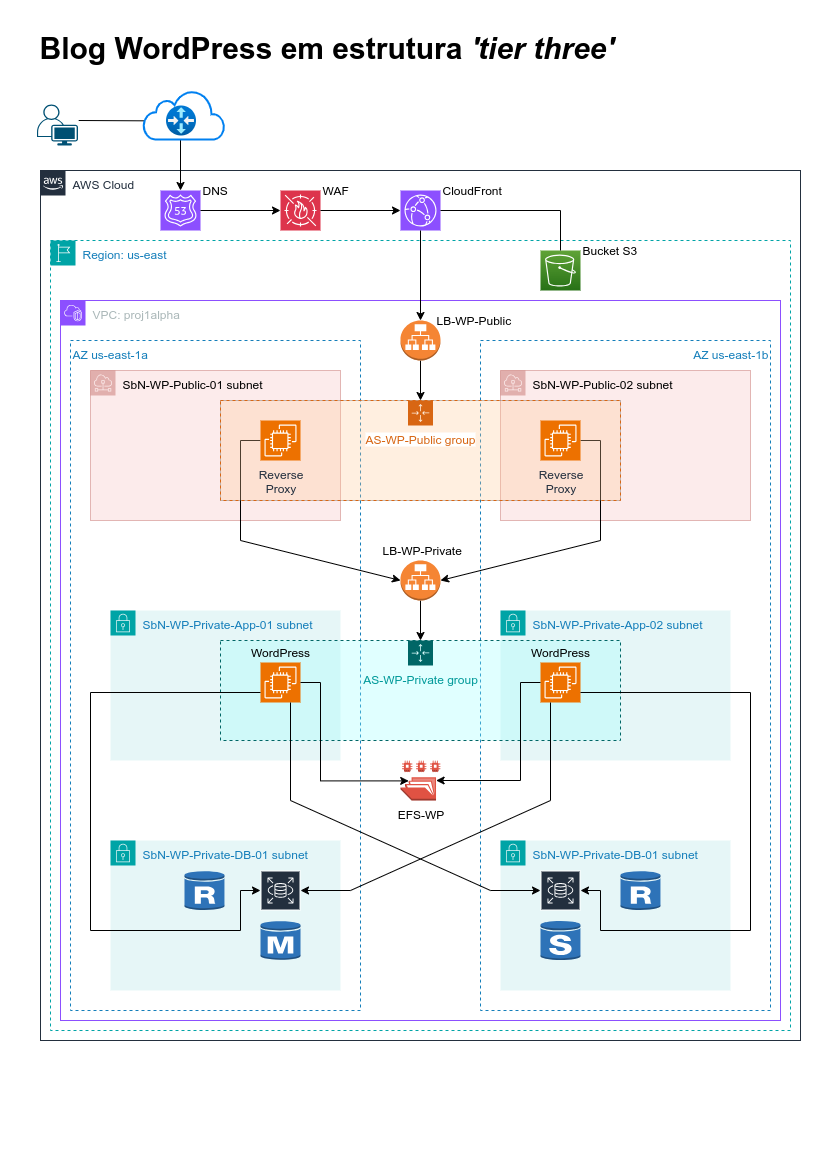 Blog WordPress em estrutura 'tier three'
aws
AWS Cloud
DNS
WAF
CloudFront
53
Region: us-east
Bucket S3
VPC: proj1alpha
LB-WP-Public
AZ us-east-1a
AZ us-east-1b
SbN-WP-Public-01 subnet
SbN-WP-Public-02 subnet
AS-WP-Public group
Reverse
Proxy
Reverse
Proxy
LB-WP-Private
SbN-WP-Private-App-01 subnet
SbN-WP-Private-App-02 subnet
WordPress
WordPress
AS-WP-Private group
EFS-WP
SbN-WP-Private-DB-01 subnet
SbN-WP-Private-DB-01 subnet
R
R
M
S